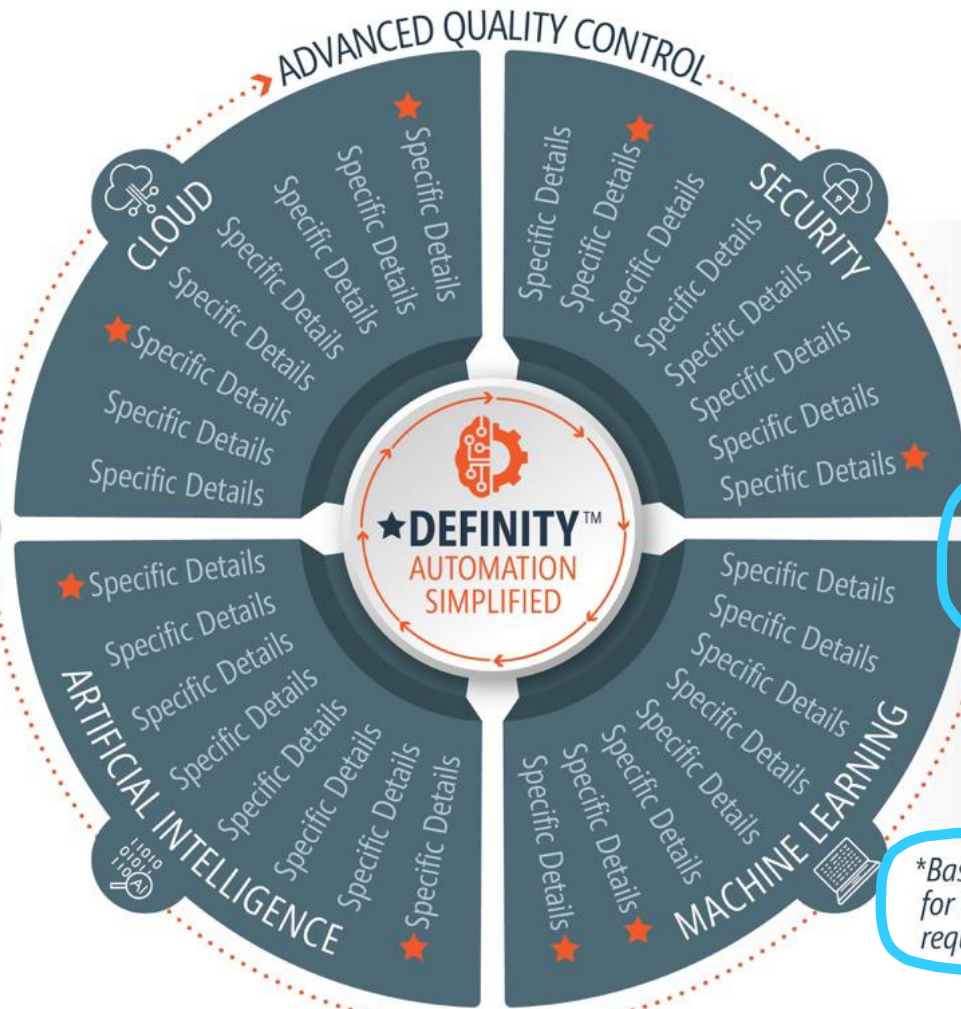 ADVANCED QUALITY CONTROL
CLOUD
Specific Details
Specific Details
Specific Details
Specific Details
Specific Details
Specific Details
Specific Details
Specific Details
SECURITY
Specific Details
Specific Details
Specific Details
Specific Details
Specific Details
Specific Details
Specific Details
Specific Details
DEFINITY™
AUTOMATION
SIMPLIFIED
ARTIFICIAL INTELLIGENCE
Specific Details
Specific Details
Specific Details
Specific Details
Specific Details
Specific Details
Specific Details
Specific Details
11010
AI
MACHINE LEARNING
Specific Details
Specific Details
Specific Details
Specific Details
Specific Details
Specific Details
Specific Details
Specific Details
*Bas
for
requ